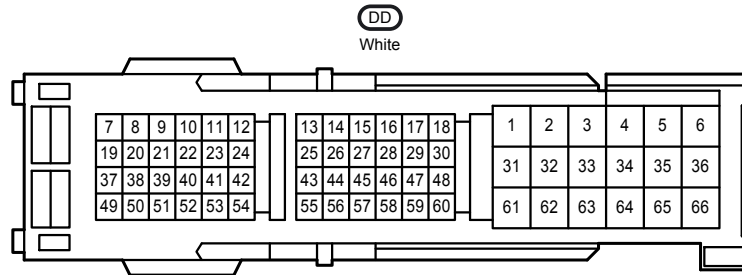 DD
White
7 8 9 10 11 12 13 14 15 16 17 18 1 2 3 4 5 6
19 20 21 22 23 24 25 26 27 28 29 30 31 32 33 34 35 36
37 38 39 40 41 42 43 44 45 46 47 48
49 50 51 52 53 54 55 56 57 58 59 60 61 62 63 64 65 66